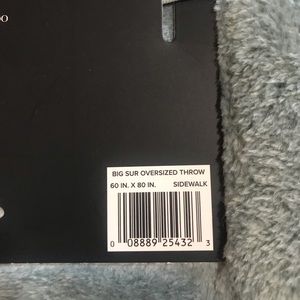 BIG SUR OVERSIZED THROW
60 IN. X 80 IN. SIDEWALK
0 08889 25432 3